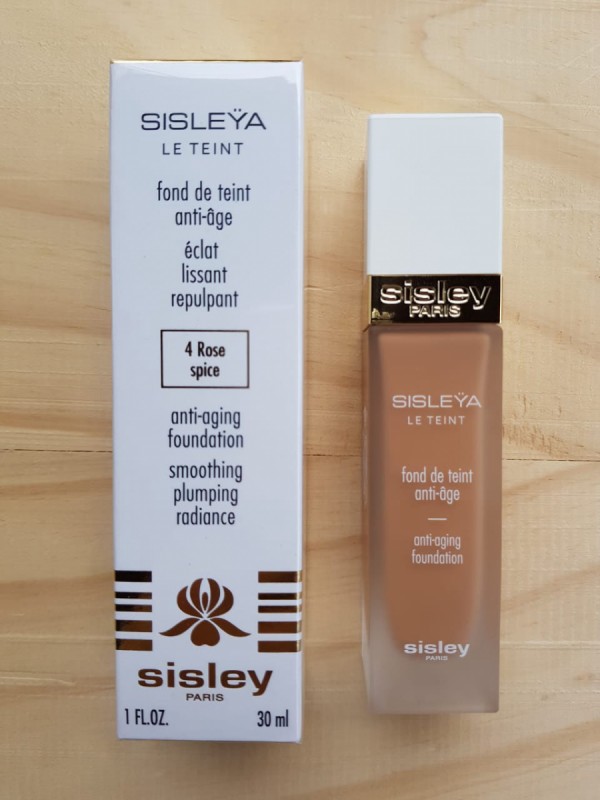 SISLEŸA
LE TEINT
fond de teint
anti-âge
éclat
lissant
repulpant
4 Rose
spice
anti-aging
foundation
smoothing
plumping
radiance
sisley
PARIS
1 FL.OZ. 30 ml
sisley
PARIS
SISLEŸA
LE TEINT
fond de teint
anti-âge
anti-aging
foundation
sisley
PARIS